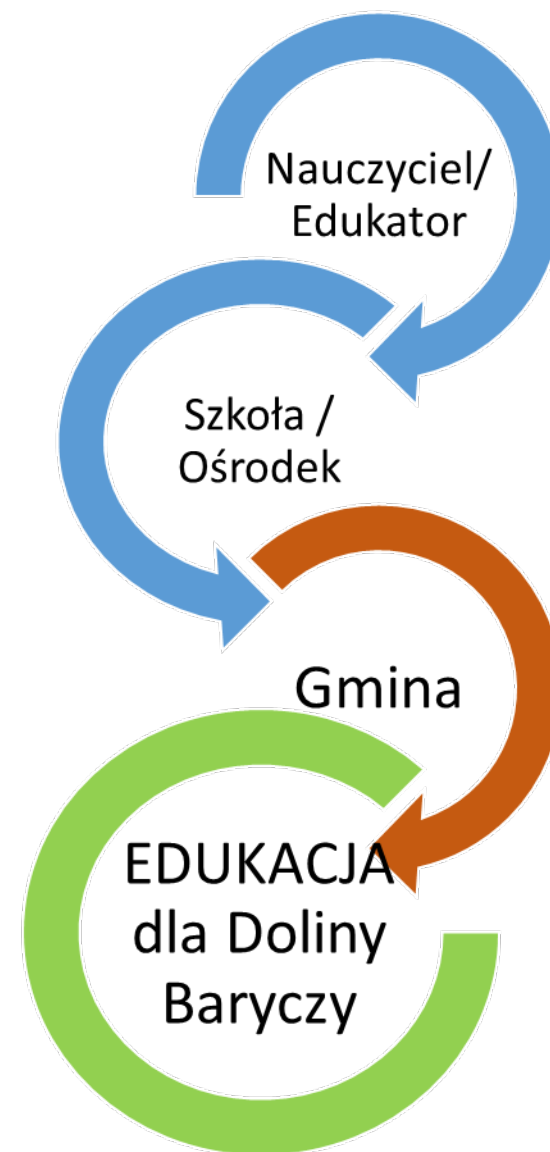 Nauczyciel/
Edukator
Szkoła /
Ośrodek
Gmina
EDUKACJA
dla Doliny
Baryczy